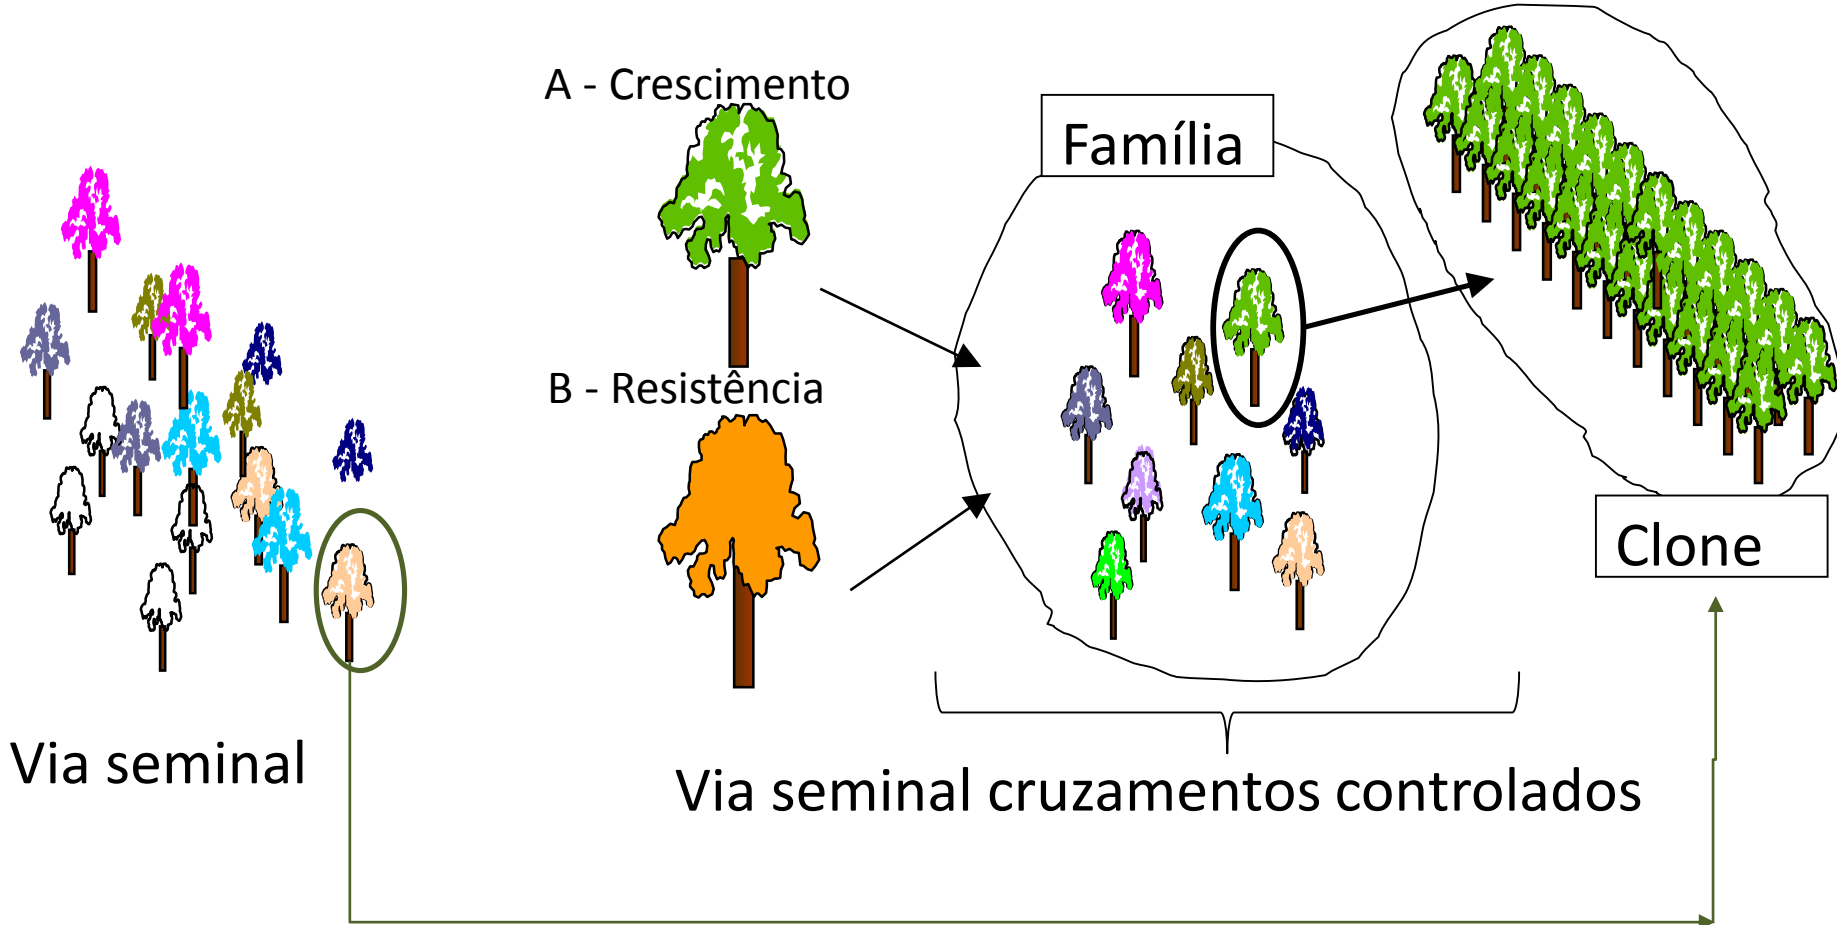 A - Crescimento
Família
B - Resistência
Clone
Via seminal
Via seminal cruzamentos controlados